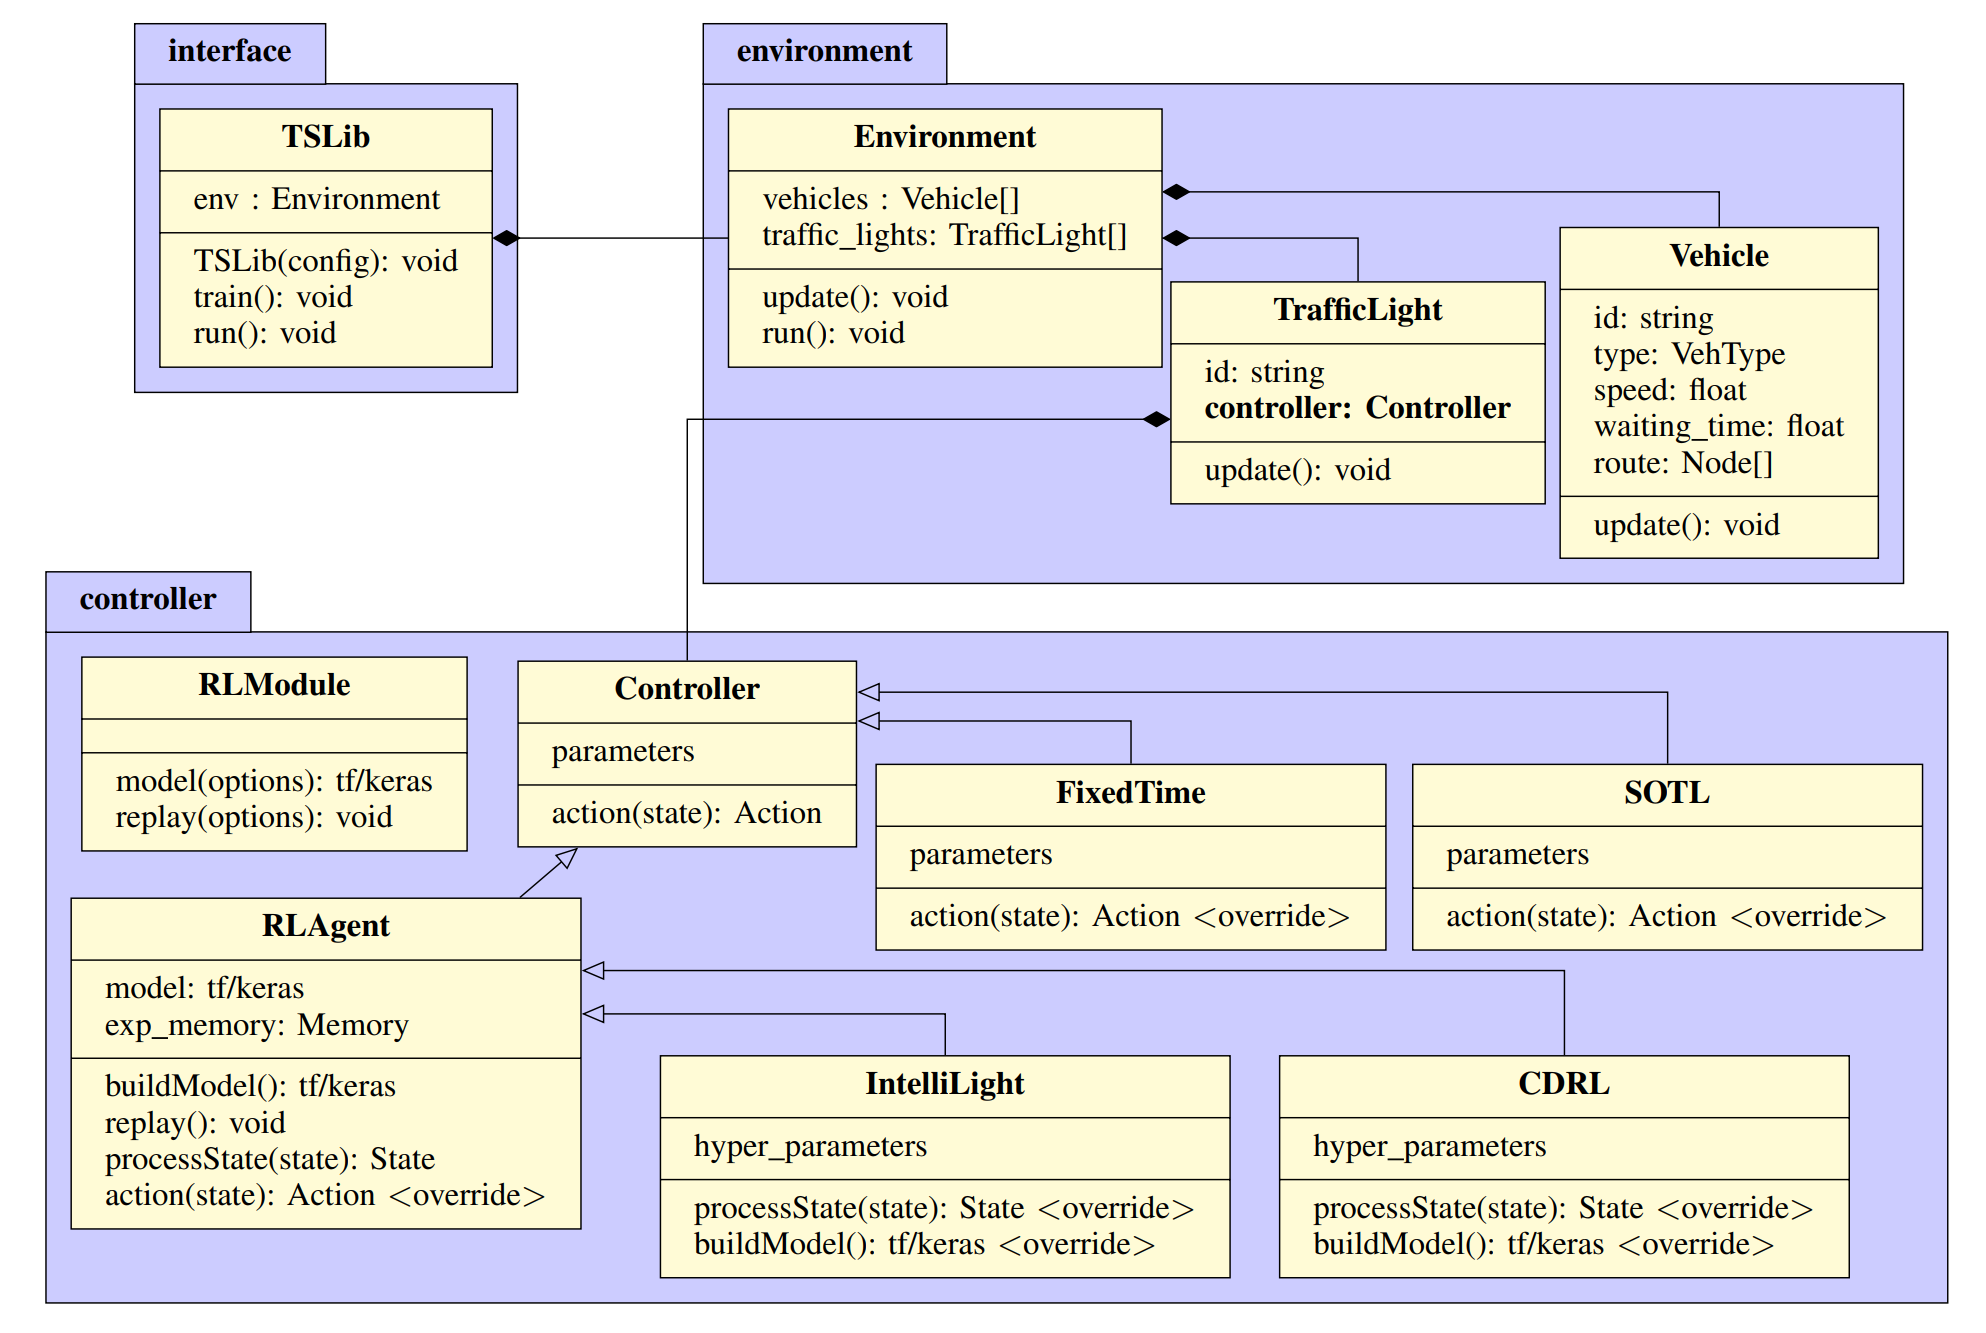 interface
TSLib
env : Environment
TSLib(config): void
train(): void
run(): void
environment
Environment
vehicles : Vehicle[]
traffic_lights: TrafficLight[]
update(): void
run(): void
TrafficLight
id: string
controller: Controller
update(): void
Vehicle
id: string
type: VehType
speed: float
waiting_time: float
route: Node[]
update(): void
controller
RLModule
model(options): tf/keras
replay(options): void
Controller
parameters
action(state): Action
FixedTime
parameters
action(state): Action <override>
SOTL
parameters
action(state): Action <override>
RLAgent
model: tf/keras
exp_memory: Memory
buildModel(): tf/keras
replay(): void
processState(state): State
action(state): Action <override>
IntelliLight
hyper_parameters
processState(state): State <override>
buildModel(): tf/keras <override>
CDRL
hyper_parameters
processState(state): State <override>
buildModel(): tf/keras <override>